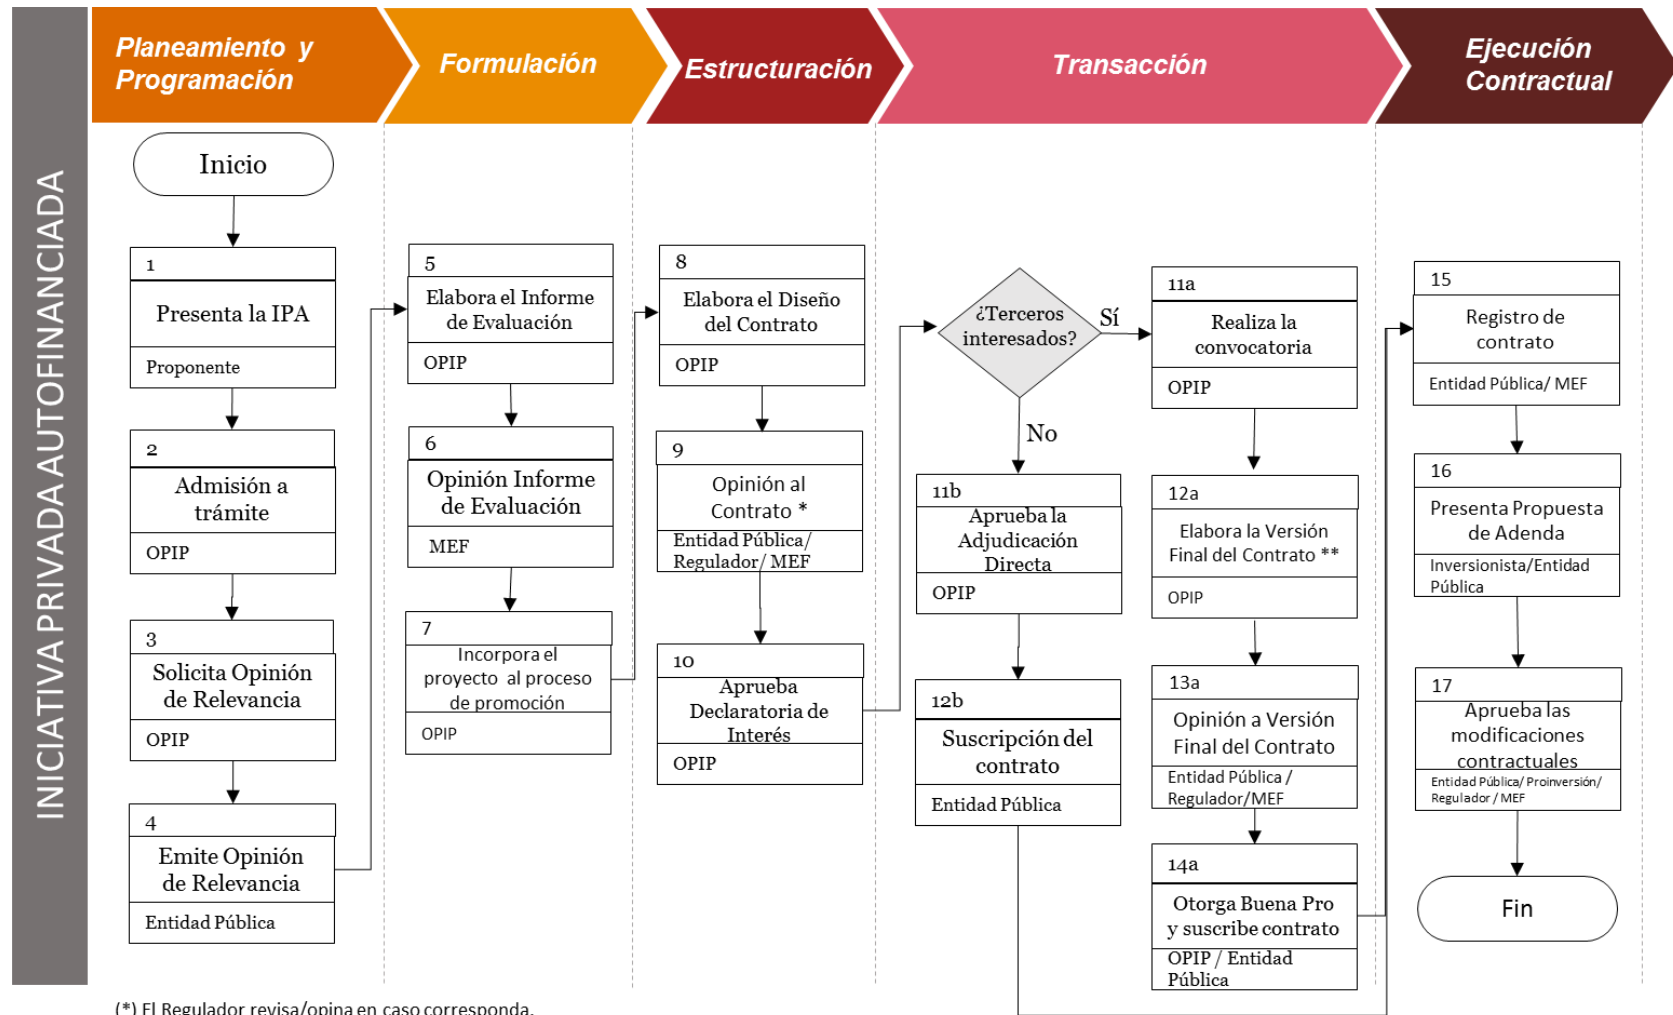 INICIATIVA PRIVADA AUTOFINANCIADA
Planeamiento y
Programación
Formulación
Estructuración
Transacción
Ejecución
Contractual
Inicio
1
Presenta la IPA
Proponente
2
Admisión a
trámite
OPIP
3
Solicita Opinión
de Relevancia
OPIP
4
Emite Opinión
de Relevancia
Entidad Pública
5
Elabora el Informe
de Evaluación
OPIP
6
Opinión Informe
de Evaluación
MEF
7
Incorpora el
proyecto al proceso
de promoción
OPIP
8
Elabora el Diseño
del Contrato
OPIP
9
Opinión al
Contrato *
Entidad Pública/
Regulador/ MEF
10
Aprueba
Declaratoria de
Interés
OPIP
¿Terceros
interesados?
Sí
No
11b
Aprueba la
Adjudicación
Directa
OPIP
12b
Suscripción del
contrato
Entidad Pública
11a
Realiza la
convocatoria
OPIP
12a
Elabora la Versión
Final del Contrato **
OPIP
13a
Opinión a Versión
Final del Contrato
Entidad Pública /
Regulador/MEF
14a
Otorga Buena Pro
y suscribe contrato
OPIP / Entidad
Pública
15
Registro de
contrato
Entidad Pública/ MEF
16
Presenta Propuesta
de Adenda
Inversionista/Entidad
Pública
17
Aprueba las
modificaciones
contractuales
Entidad Pública/ Proinversión/
Regulador / MEF
Fin
(*) El Regulador revisa/opina en caso corresponda.